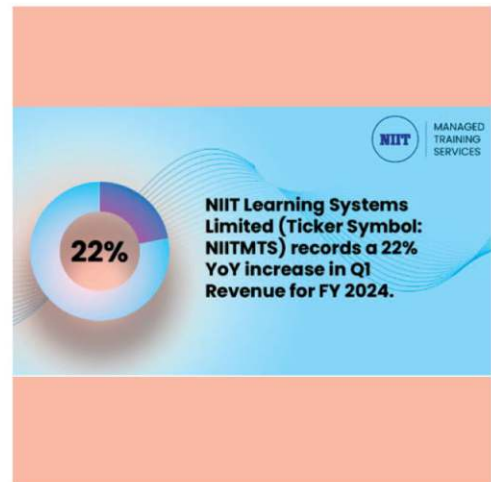 NIIT
MANAGED
TRAINING
SERVICES
22%
NIIT Learning Systems
Limited (Ticker Symbol:
NIITMTS) records a 22%
YoY increase in Q1
Revenue for FY 2024.